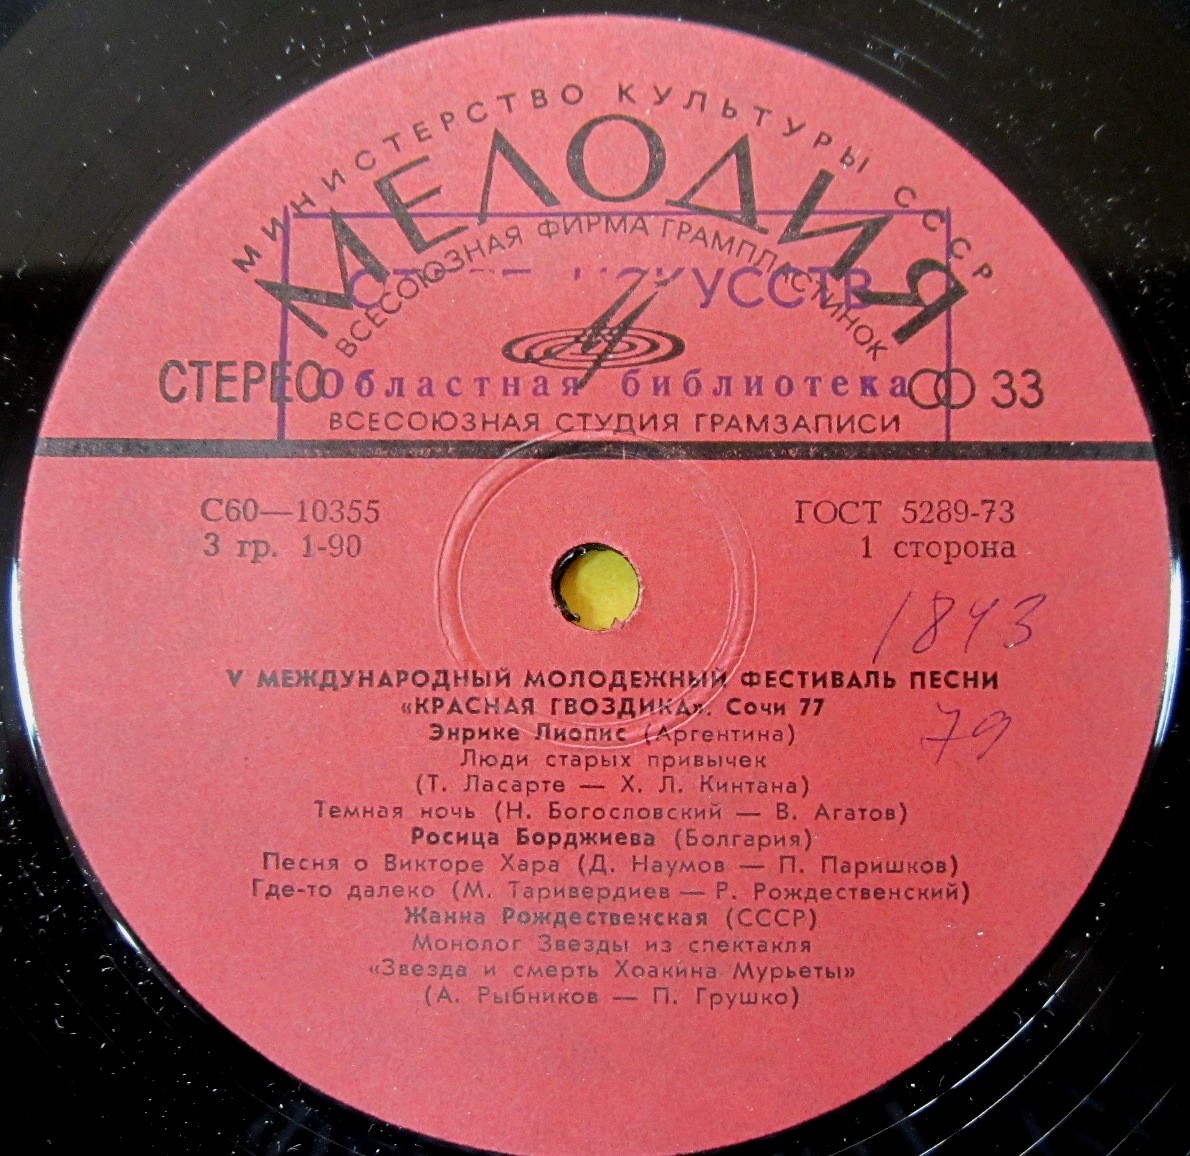 МИНИСТЕРСТВО КУЛЬТУРЫ СССР
МЕЛОДИЯ
ВСЕСОЮЗНАЯ ФИРМА ГРАМПЛАСТИНОК
ИСКУССТВ
СТЕРЕО
Областная библиотека
33
ВСЕСОЮЗНАЯ СТУДИЯ ГРАМЗАПИСИ
С60—10355
ГОСТ 5289-73
3 гр. 1-90
1 сторона
1843
79
V МЕЖДУНАРОДНЫЙ МОЛОДЕЖНЫЙ ФЕСТИВАЛЬ ПЕСНИ
«КРАСНАЯ ГВОЗДИКА». Сочи 77
Энрике Лиопис (Аргентина)
Люди старых привычек
(Т. Ласарте — Х. Л. Кинтана)
Темная ночь (Н. Богословский — В. Агатов)
Росица Борджиева (Болгария)
Песня о Викторе Хара (Д. Наумов — П. Паришков)
Где-то далеко (М. Таривердиев — Р. Рождественский)
Жанна Рождественская (СССР)
Монолог Звезды из спектакля
«Звезда и смерть Хоакина Мурьеты»
(А. Рыбников — П. Грушко)